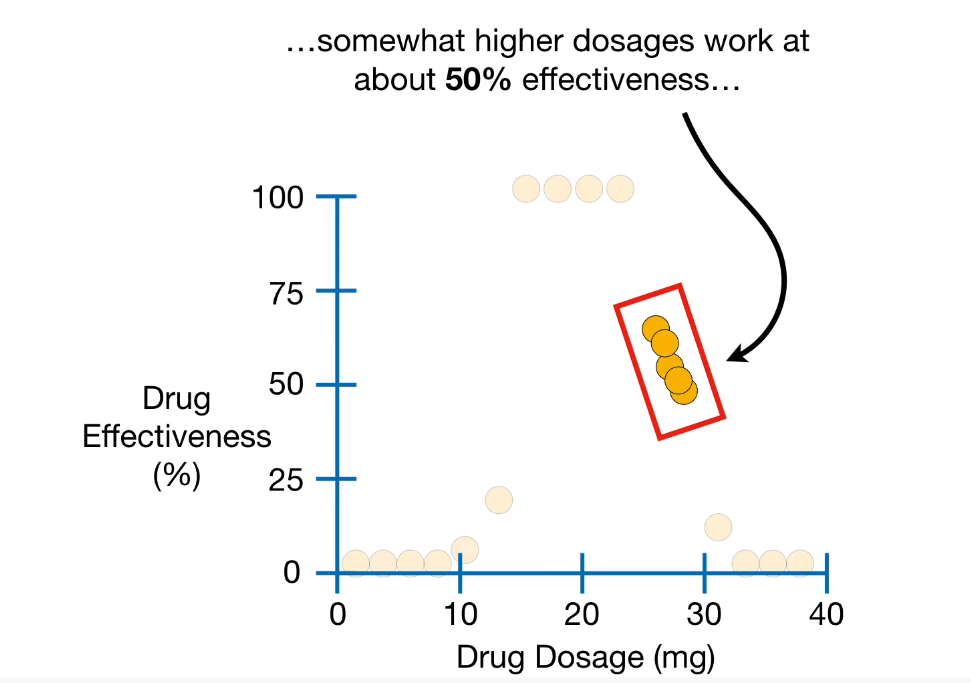 …somewhat higher dosages work at
about 50% effectiveness…
100
75
50
25
0
Drug
Effectiveness
(%)
0 10 20 30 40
Drug Dosage (mg)